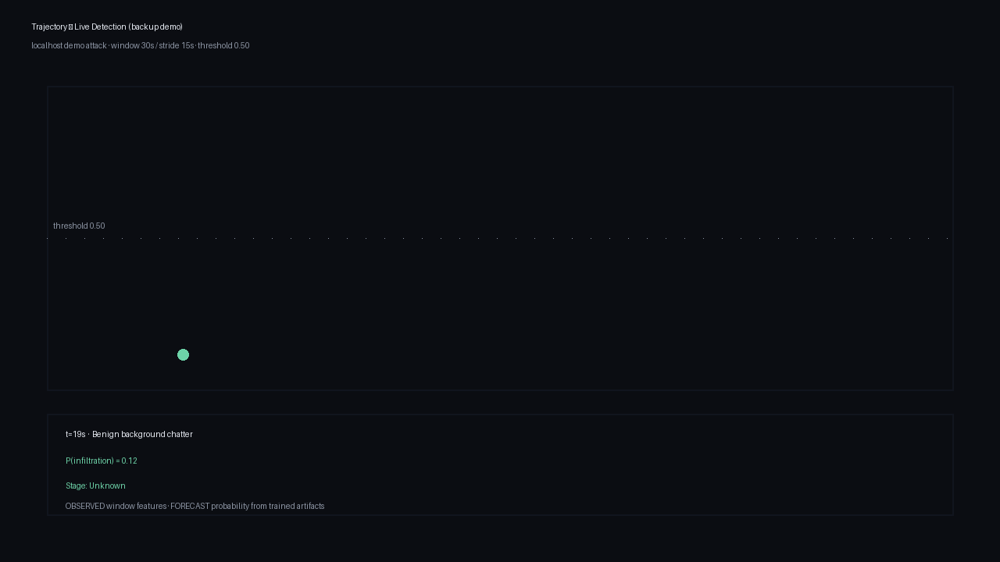 Trajectory▯Live Detection (backup demo)
localhost demo attack · window 30s / stride 15s · threshold 0.50
threshold 0.50
t=19s · Benign background chatter
P(infiltration) = 0.12
Stage: Unknown
OBSERVED window features · FORECAST probability from trained artifacts